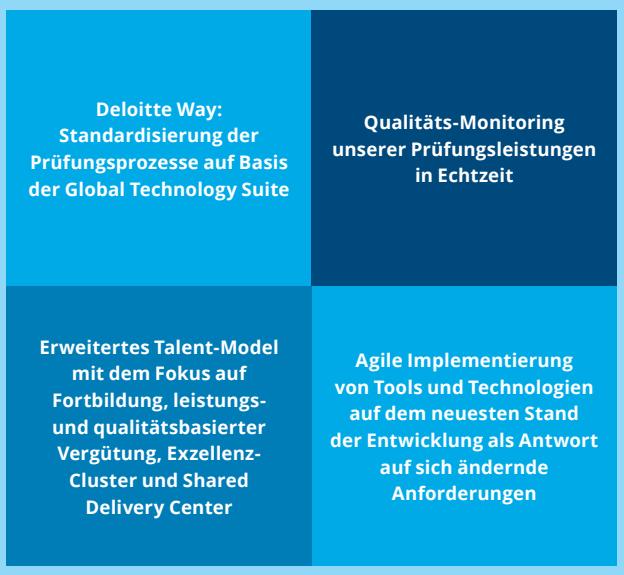 Deloitte Way:
Standardisierung der
Prüfungsprozesse auf Basis
der Global Technology Suite
Qualitäts-Monitoring
unserer Prüfungsleistungen
in Echtzeit
Erweitertes Talent-Model
mit dem Fokus auf
Fortbildung, leistungs-
und qualitätsbasierter
Vergütung, Exzellenz-
Cluster und Shared
Delivery Center
Agile Implementierung
von Tools und Technologien
auf dem neuesten Stand
der Entwicklung als Antwort
auf sich ändernde
Anforderungen